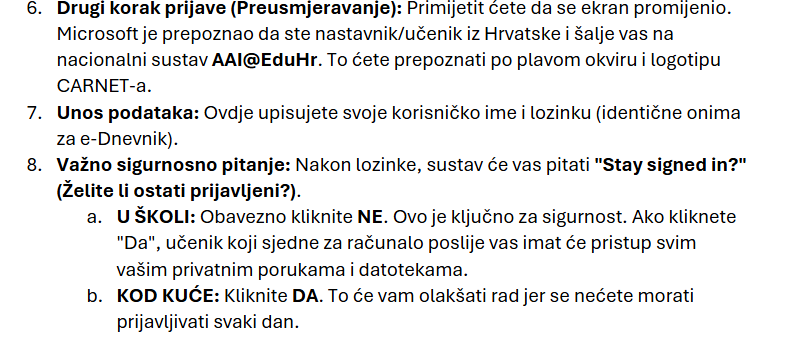 6. Drugi korak prijave (Preusmjeravanje): Primijetit ćete da se ekran promijenio.
Microsoft je prepoznao da ste nastavnik/učenik iz Hrvatske i šalje vas na
nacionalni sustav AAI@EduHr. To ćete prepoznati po plavom okviru i logotipu
CARNET-a.
7. Unos podataka: Ovdje upisujete svoje korisničko ime i lozinku (identične onima
za e-Dnevnik).
8. Važno sigurnosno pitanje: Nakon lozinke, sustav će vas pitati "Stay signed in?"
(Želite li ostati prijavljeni?).
a. U ŠKOLI: Obavezno kliknite NE. Ovo je ključno za sigurnost. Ako kliknete
"Da", učenik koji sjedne za računalo poslije vas imat će pristup svim
vašim privatnim porukama i datotekama.
b. KOD KUĆE: Kliknite DA. To će vam olakšati rad jer se nećete morati
prijavljivati svaki dan.